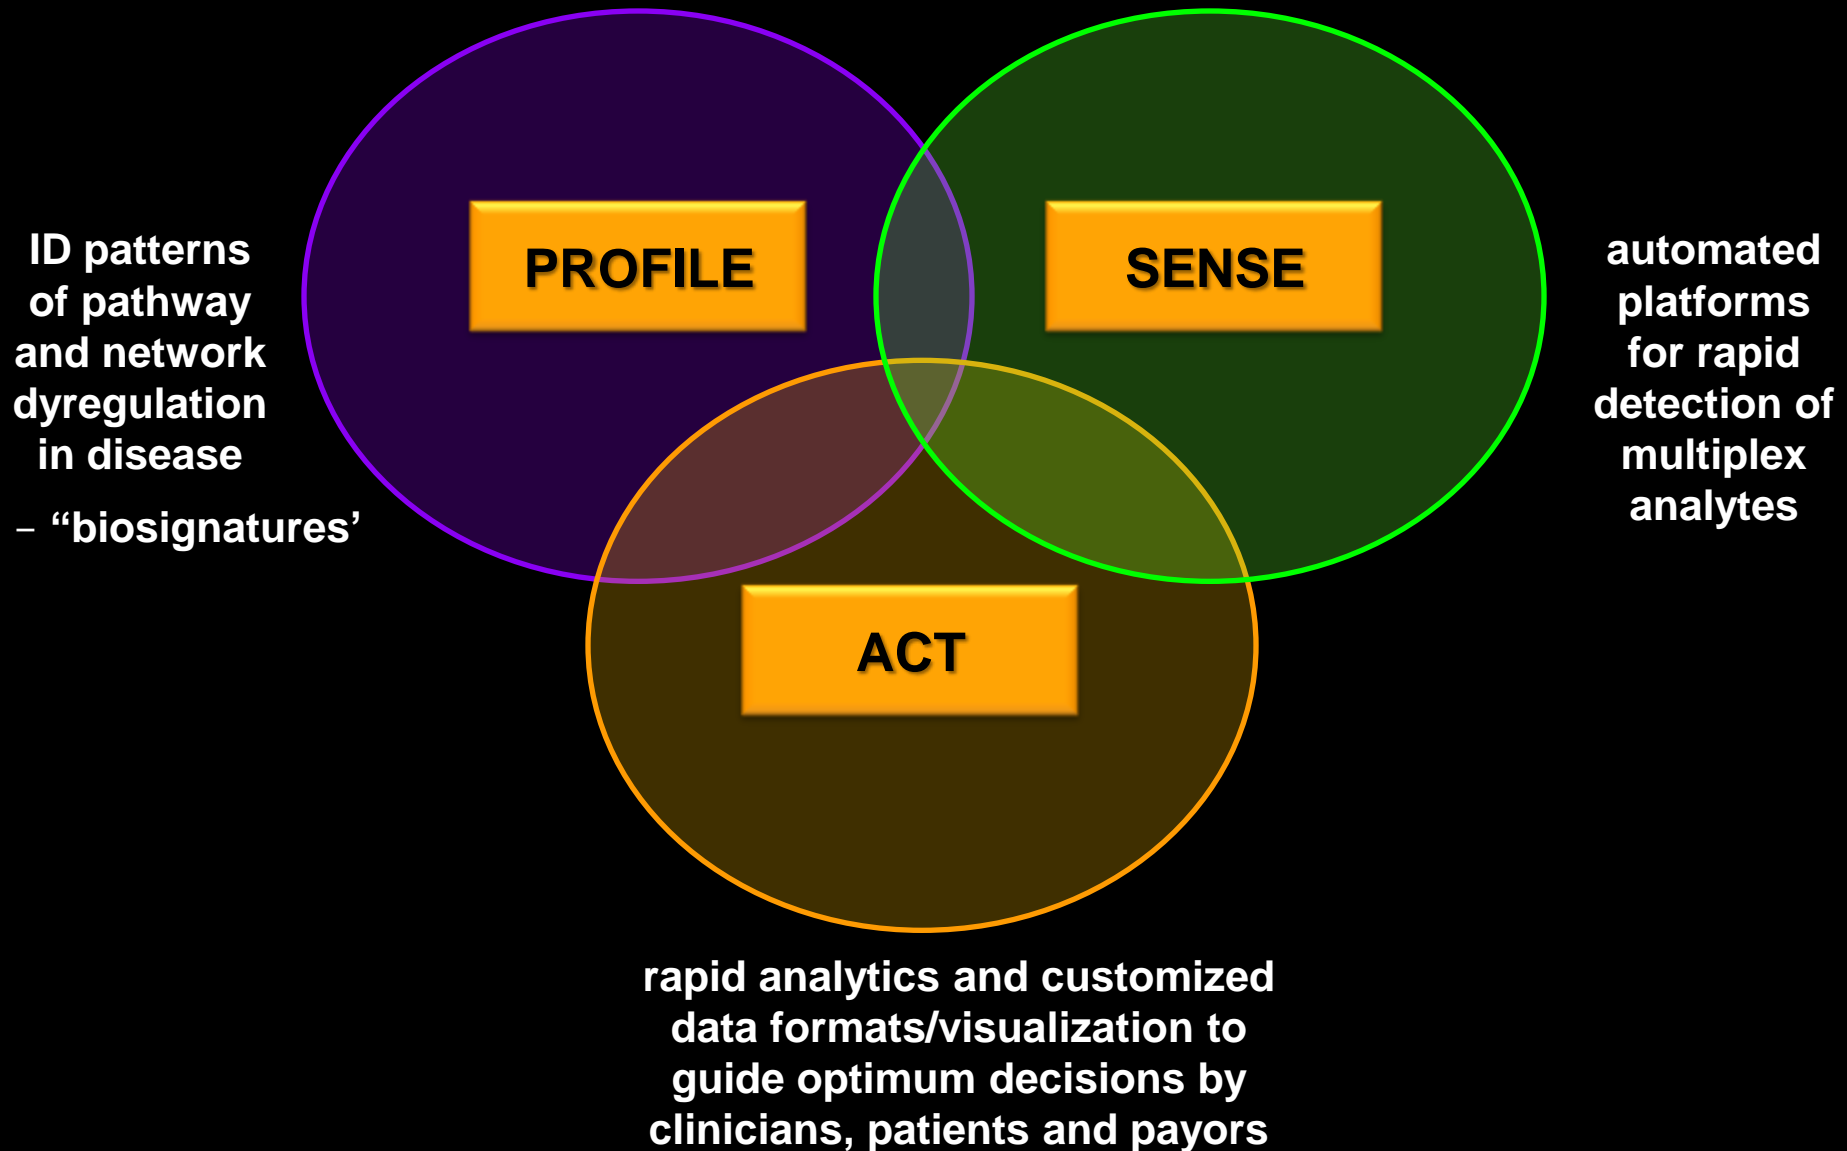 PROFILE
SENSE
ID patterns
of pathway
and network
dyregulation
in disease
– “biosignatures’
automated
platforms
for rapid
detection of
multiplex
analytes
ACT
rapid analytics and customized
data formats/visualization to
guide optimum decisions by
clinicians, patients and payors